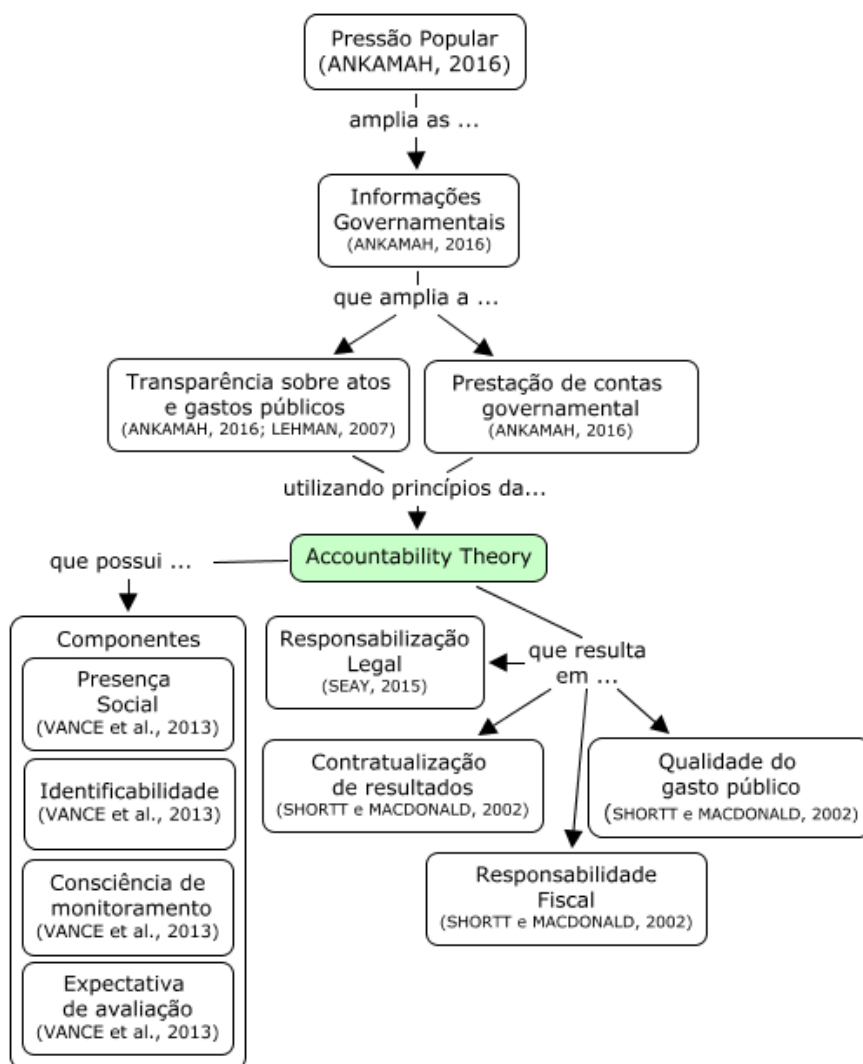 Pressão Popular
(ANKAMAH, 2016)
amplia as ...
Informações
Governamentais
(ANKAMAH, 2016)
que amplia a ...
Transparência sobre atos
e gastos públicos
(ANKAMAH, 2016; LEHMAN, 2007)
Prestação de contas
governamental
(ANKAMAH, 2016)
utilizando princípios da...
Accountability Theory
que possui ...
Componentes
Presença
Social
(VANCE et al., 2013)
Identificabilidade
(VANCE et al., 2013)
Consciência de
monitoramento
(VANCE et al., 2013)
Expectativa
de avaliação
(VANCE et al., 2013)
que resulta
em ...
Responsabilização
Legal
(SEAY, 2015)
Contratualização
de resultados
(SHORTT e MACDONALD, 2002)
Qualidade do
gasto público
(SHORTT e MACDONALD, 2002)
Responsabilidade
Fiscal
(SHORTT e MACDONALD, 2002)